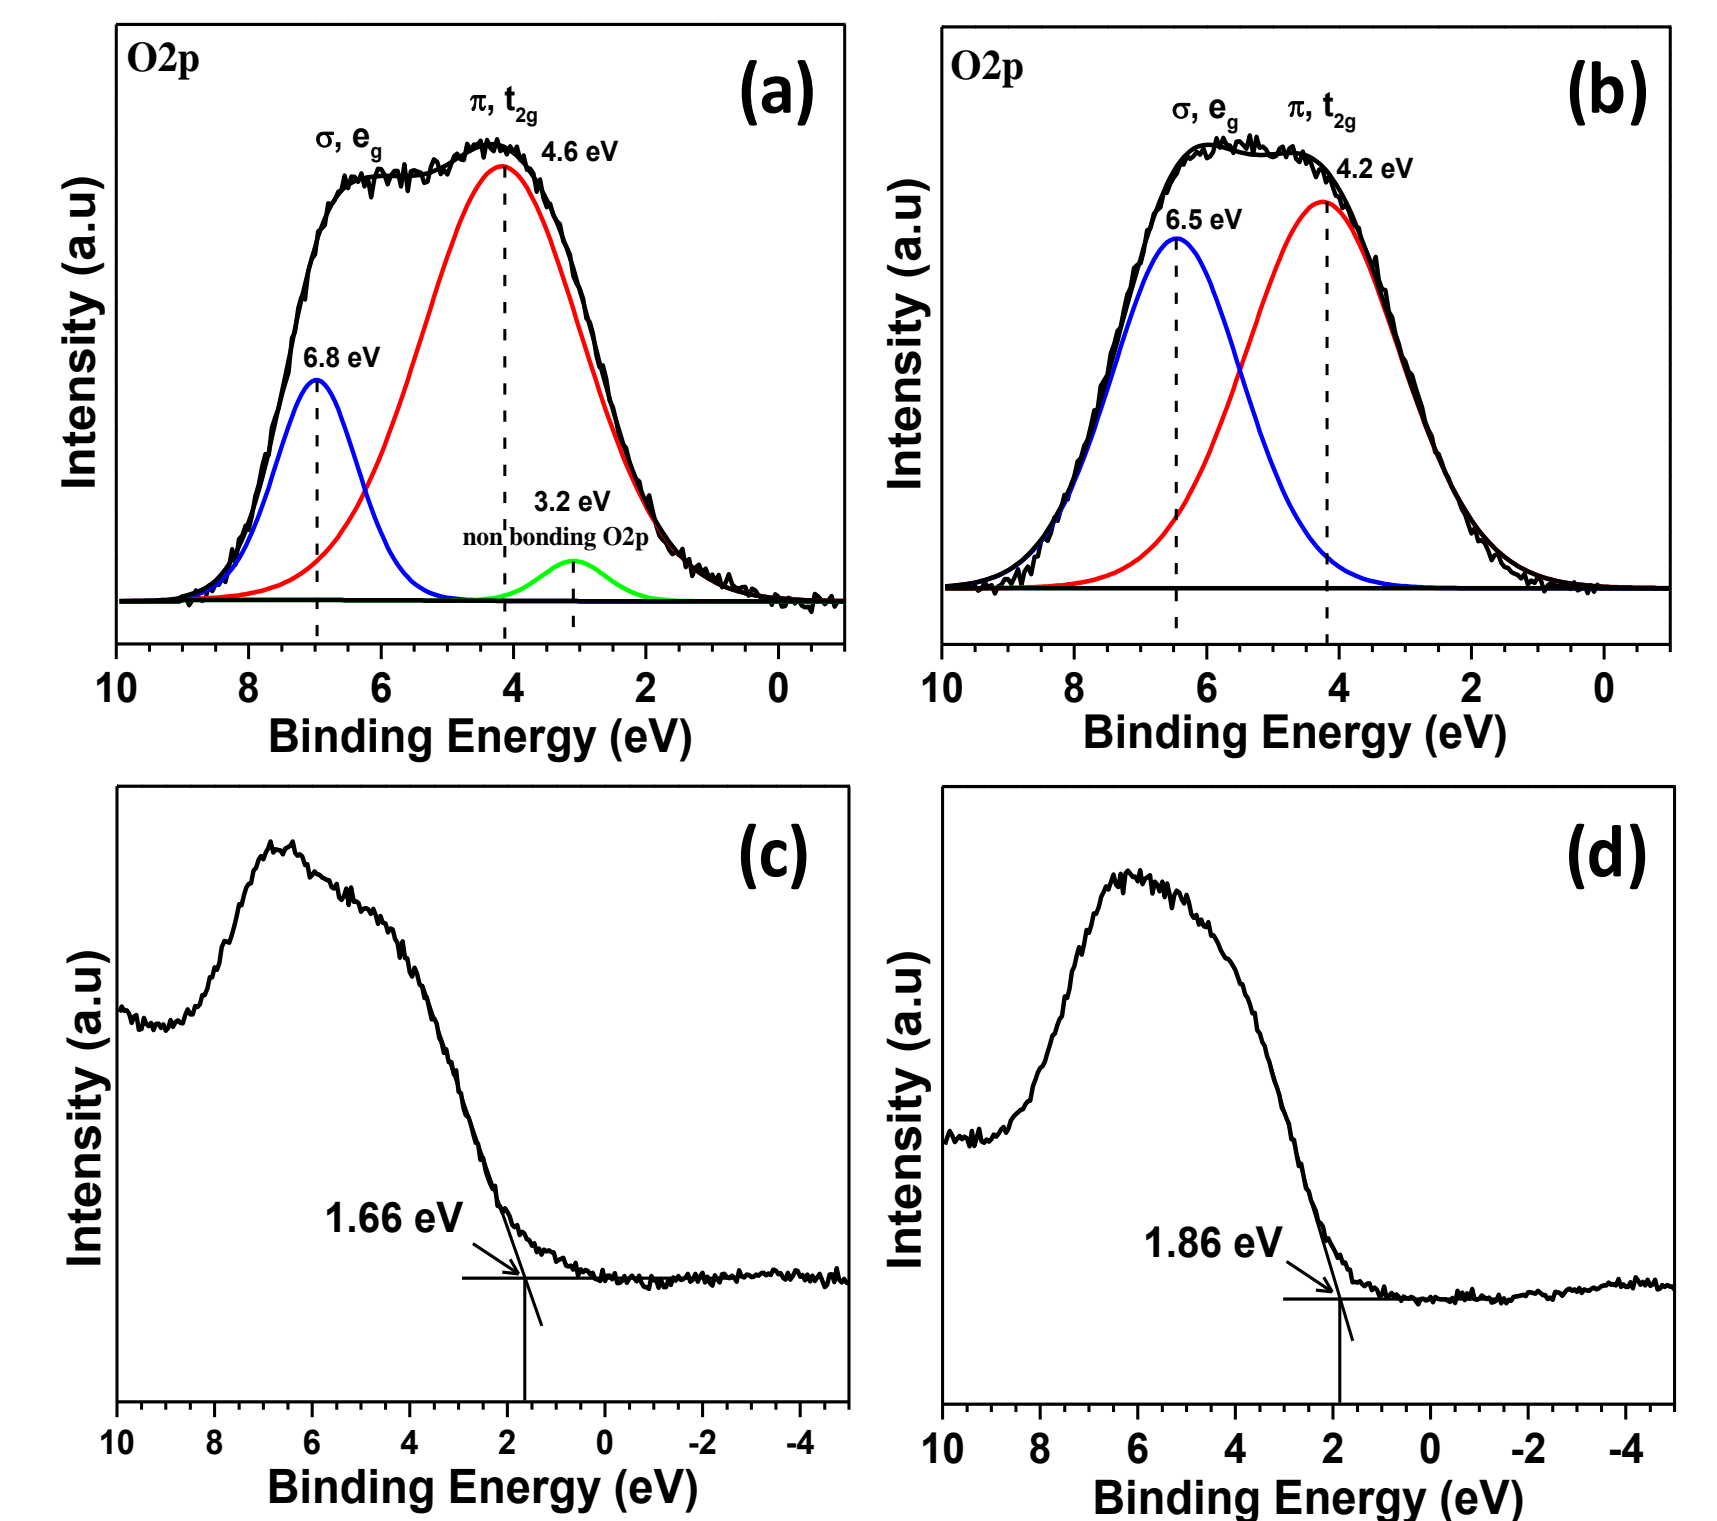 O2p
(a)
π, t2g
σ, eg
4.6 eV
6.8 eV
3.2 eV
non bonding O2p
Intensity (a.u)
10 8 6 4 2 0
Binding Energy (eV)
O2p
(b)
σ, eg
π, t2g
4.2 eV
6.5 eV
Intensity (a.u)
10 8 6 4 2 0
Binding Energy (eV)
(c)
1.66 eV
Intensity (a.u)
10 8 6 4 2 0 -2 -4
Binding Energy (eV)
(d)
1.86 eV
Intensity (a.u)
10 8 6 4 2 0 -2 -4
Binding Energy (eV)